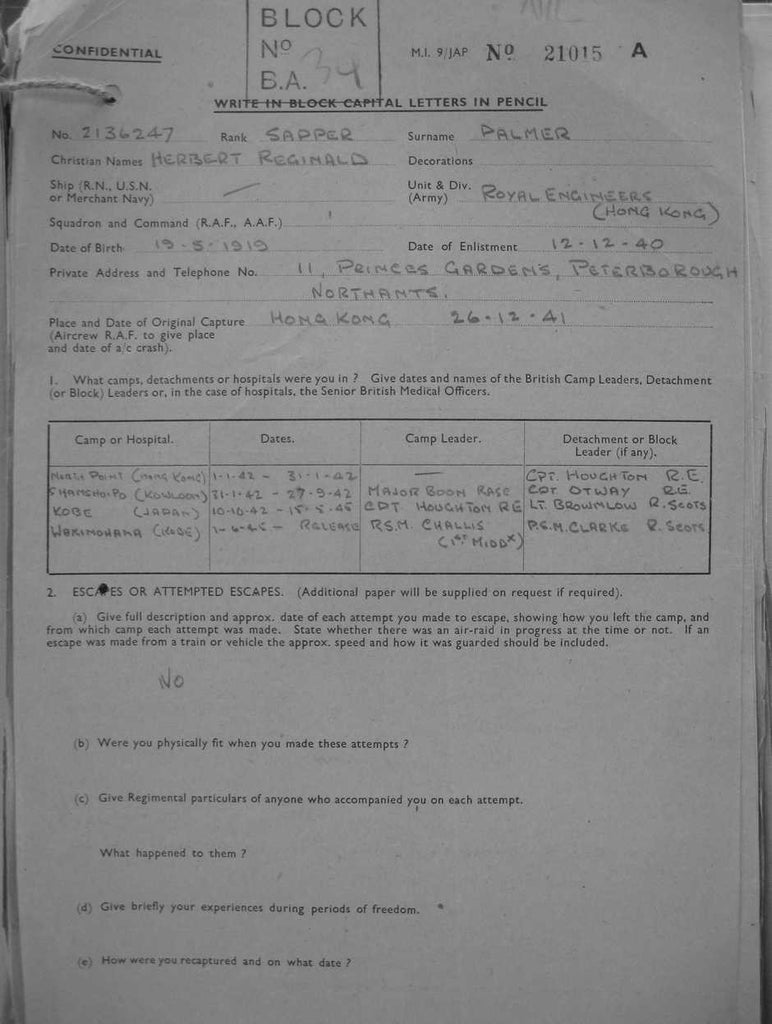 BLOCK
CONFIDENTIAL Nº 34 M.I. 9/JAP Nº 21015 A
B.A.
WRITE IN BLOCK CAPITAL LETTERS IN PENCIL
No. 2136247 Rank SAPPER Surname PALMER
Christian Names HERBERT REGINALD Decorations
Ship (R.N., U.S.N. Unit & Div. ROYAL ENGINEERS
or Merchant Navy) (Army) (HONG KONG)
Squadron and Command (R.A.F., A.A.F.)
Date of Birth 19-5-1919 Date of Enlistment 12-12-40
Private Address and Telephone No. 11, PRINCES GARDENS, PETERBOROUGH
NORTHANTS.
Place and Date of Original Capture HONG KONG 26.12.41
(Aircrew R.A.F. to give place
and date of a/c crash).
1. What camps, detachments or hospitals were you in ? Give dates and names of the British Camp Leaders, Detachment
(or Block) Leaders or, in the case of hospitals, the Senior British Medical Officers.
Camp or Hospital. Dates. Camp Leader. Detachment or Block
Leader (if any).
NORTH POINT (HONG KONG) 1-1-42 - 31-1-42 — CPT. HOUGHTON R.E.
SHAMSHO-PO (KOWLOON) 31-1-42 - 27-9-42 MAJOR BOON RASC CPT OTWAY R.E.
KOBE (JAPAN) 10-10-42 - 15-5-45 CPT. HOUGHTON RE LT. BROWNLOW R.SCOTS
(KOBE) 1-6-45 - RELEASE R.S.M. CHALLIS P.S.M. CLARKE R. SCOTS
(1ST MIDDX)
2. ESCAPES OR ATTEMPTED ESCAPES. (Additional paper will be supplied on request if required).
(a) Give full description and approx. date of each attempt you made to escape, showing how you left the camp, and
from which camp each attempt was made. State whether there was an air-raid in progress at the time or not. If an
escape was made from a train or vehicle the approx. speed and how it was guarded should be included.
NO
(b) Were you physically fit when you made these attempts ?
(c) Give Regimental particulars of anyone who accompanied you on each attempt.
What happened to them ?
(d) Give briefly your experiences during periods of freedom.
(e) How were you recaptured and on what date ?